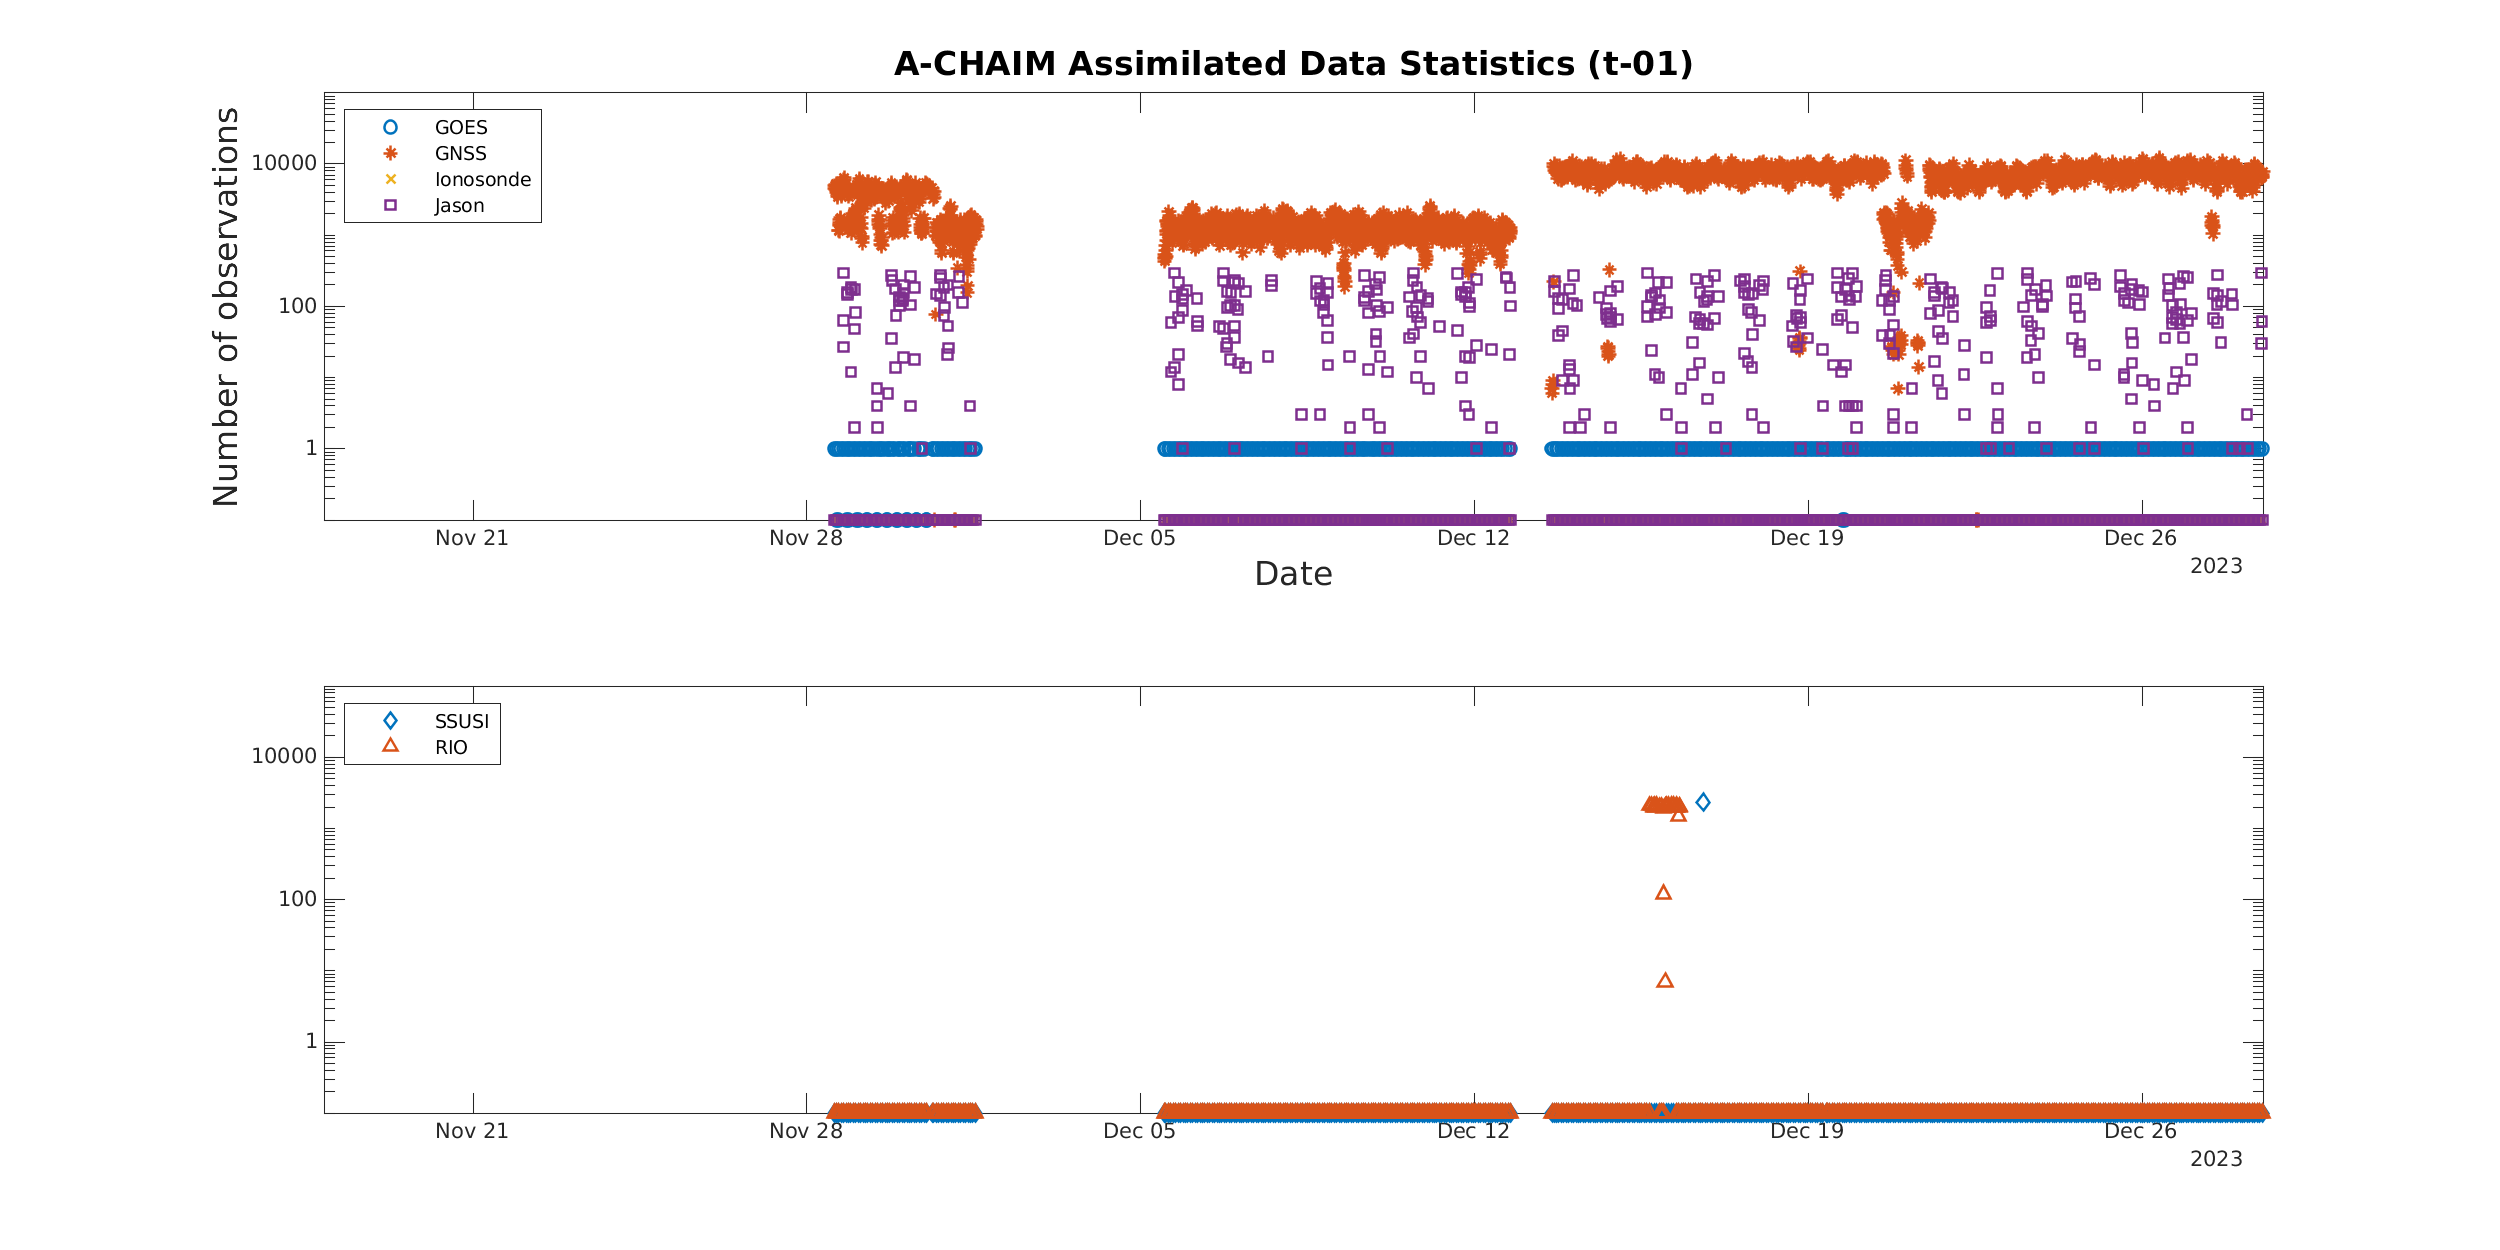 A-CHAIM Assimilated Data Statistics (t-01)
Number of observations
10000
100
1
GOES
GNSS
Ionosonde
Jason
Nov 21
Nov 28
Dec 05
Dec 12
Dec 19
Dec 26
2023
Date
10000
100
1
SSUSI
RIO
Nov 21
Nov 28
Dec 05
Dec 12
Dec 19
Dec 26
2023